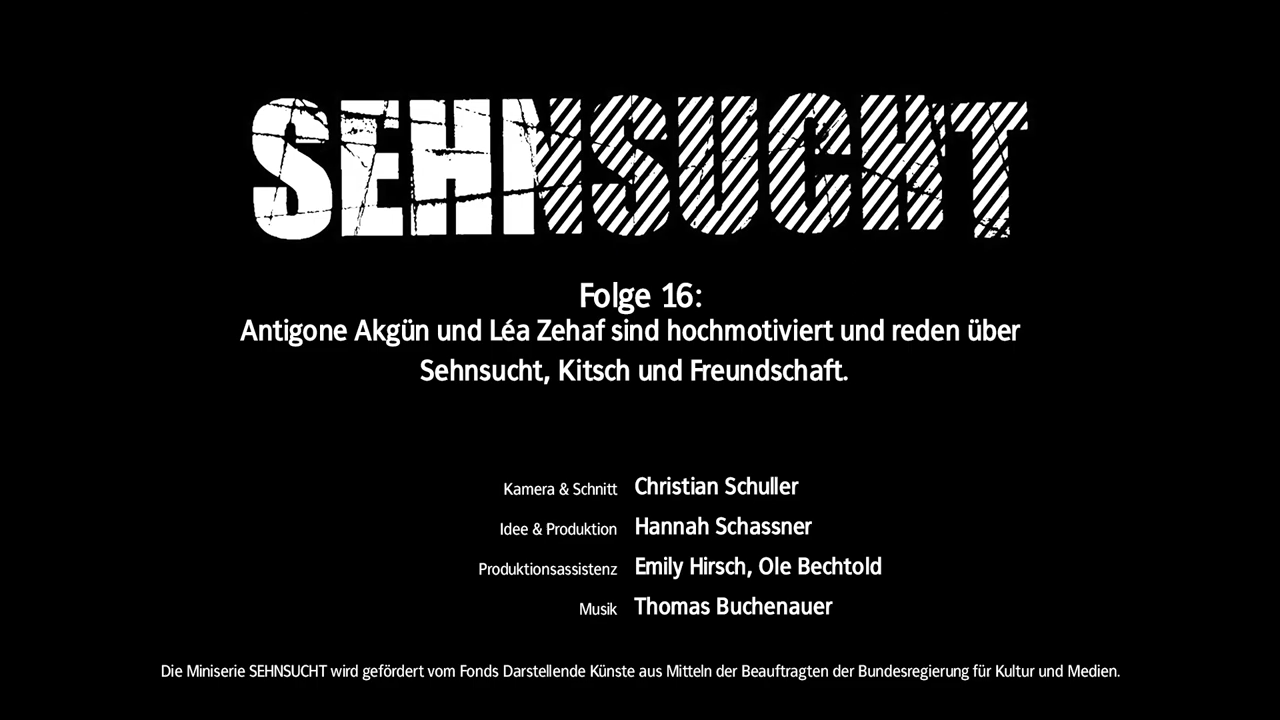 SEHNSUCHT
Folge 16:
Antigone Akgün und Léa Zehaf sind hochmotiviert und reden über
Sehnsucht, Kitsch und Freundschaft.
Kamera & Schnitt Christian Schuller
Idee & Produktion Hannah Schassner
Produktionsassistenz Emily Hirsch, Ole Bechtold
Musik Thomas Buchenauer
Die Miniserie SEHNSUCHT wird gefördert vom Fonds Darstellende Künste aus Mitteln der Beauftragten der Bundesregierung für Kultur und Medien.